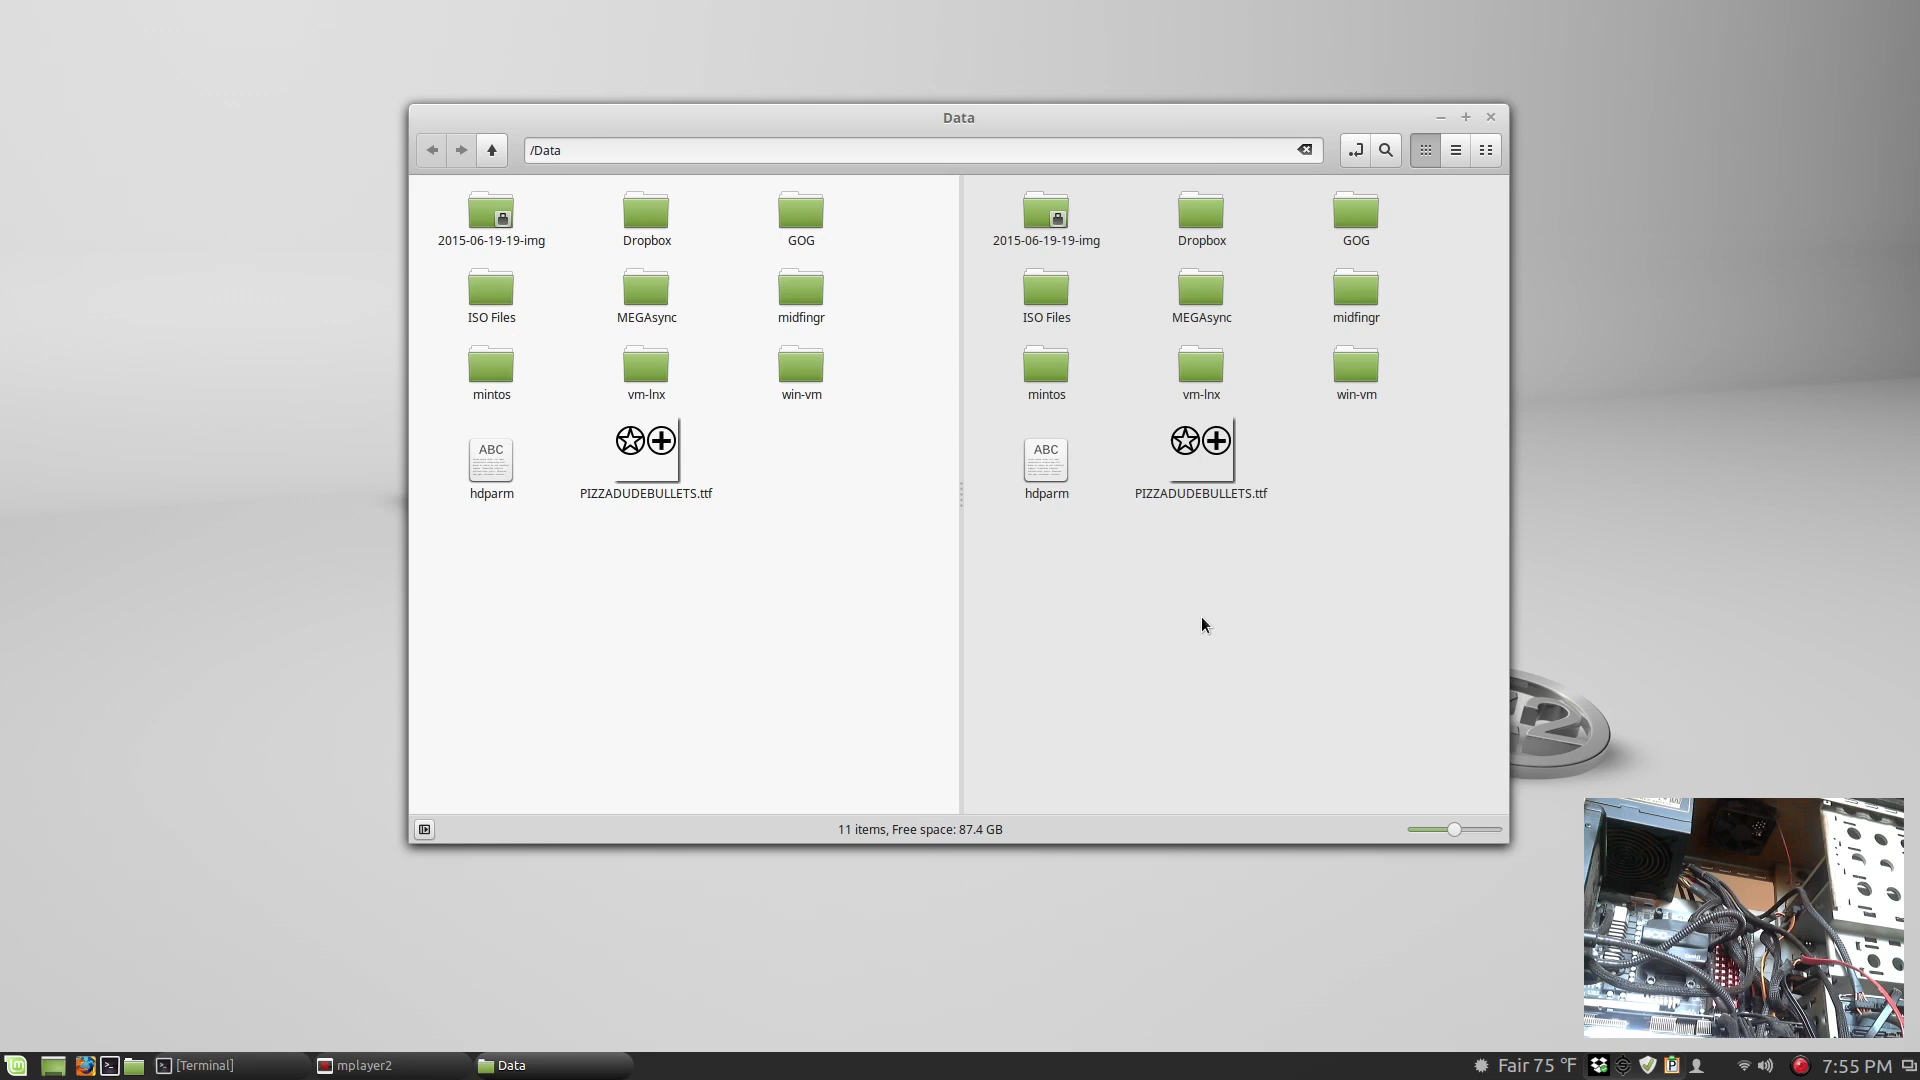 Data
/Data
2015-06-19-19-img Dropbox GOG
ISO Files MEGAsync midfingr
mintos vm-lnx win-vm
ABC
hdparm PIZZADUDEBULLETS.ttf
2015-06-19-19-img Dropbox GOG
ISO Files MEGAsync midfingr
mintos vm-lnx win-vm
ABC
hdparm PIZZADUDEBULLETS.ttf
11 items, Free space: 87.4 GB
[Terminal] mplayer2 Data Fair 75 °F P 7:55 PM